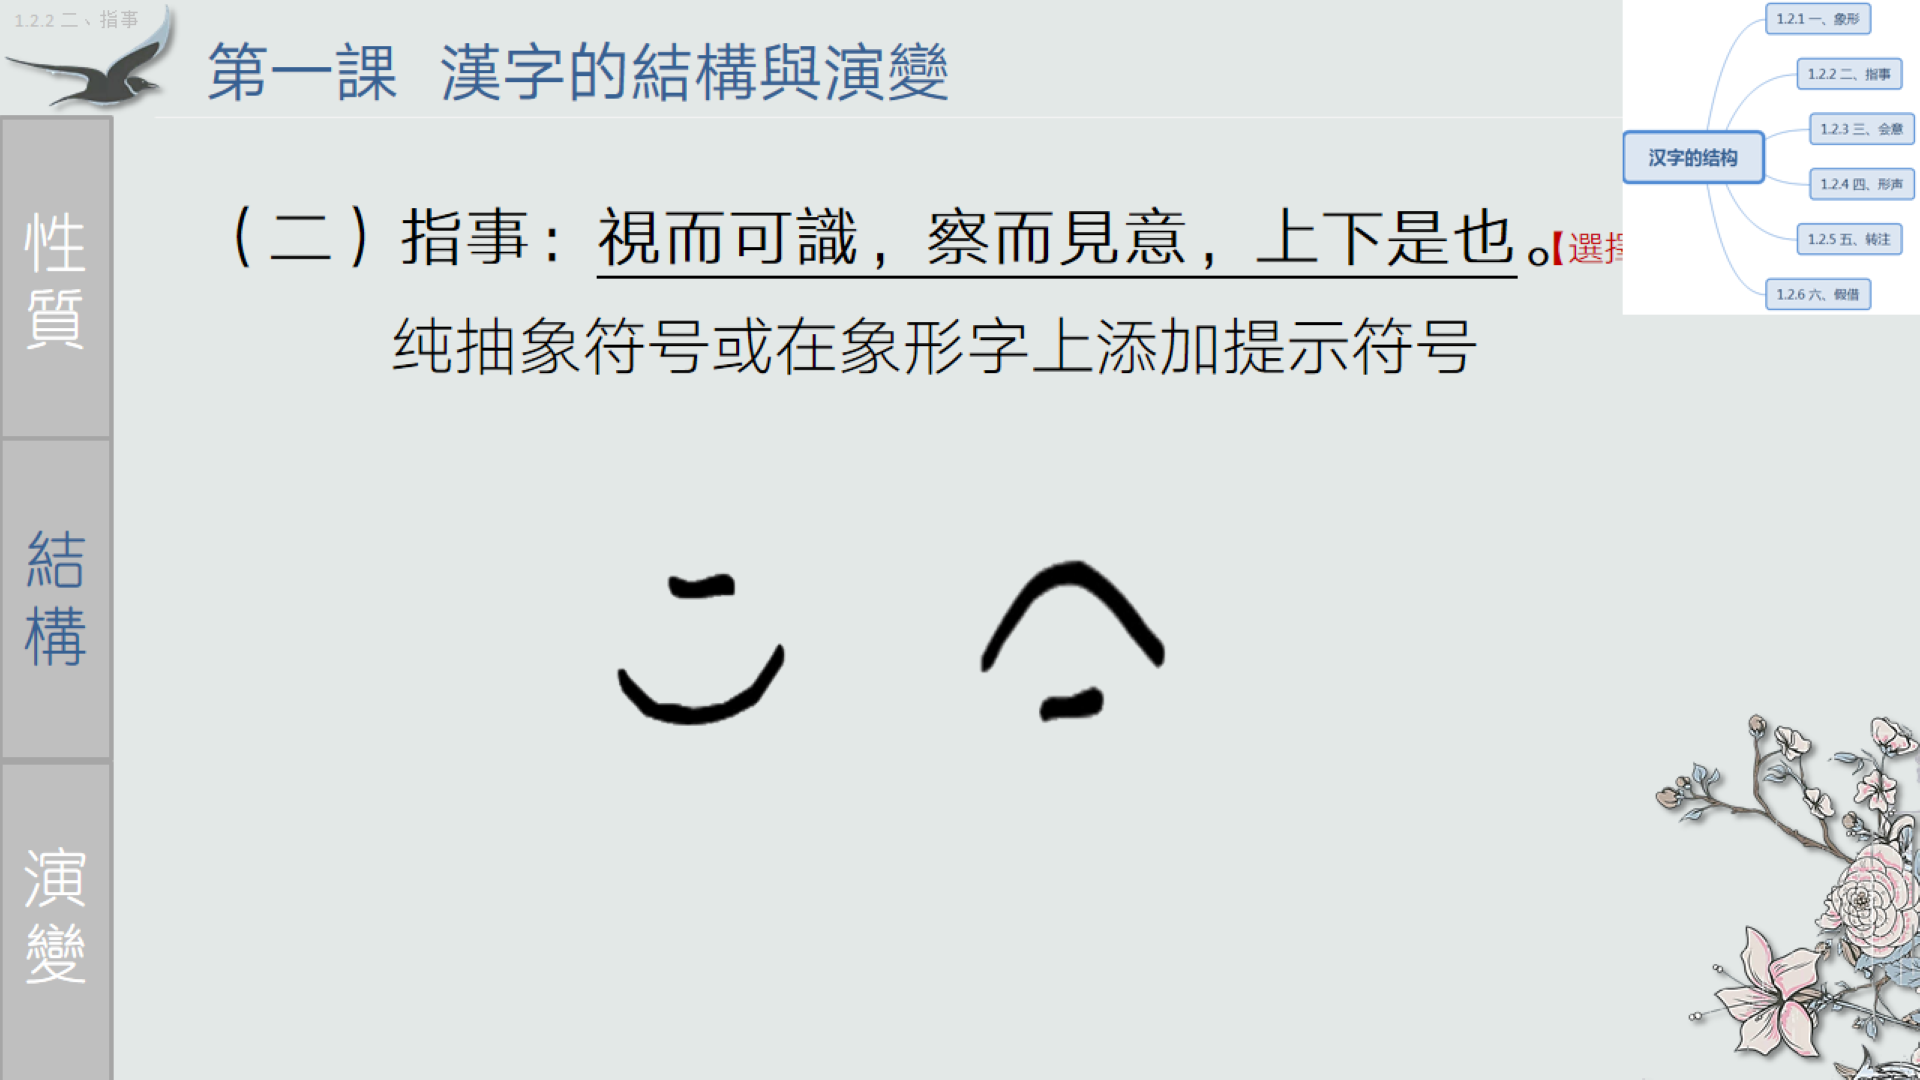 1.2.2 二、指事
第一課 漢字的結構與演變
(二)指事:視而可識,察而見意,上下是也。【選擇
纯抽象符号或在象形字上添加提示符号
性質
結構
演變
汉字的结构
1.2.1 一、象形
1.2.2 二、指事
1.2.3 三、会意
1.2.4 四、形声
1.2.5 五、转注
1.2.6 六、假借